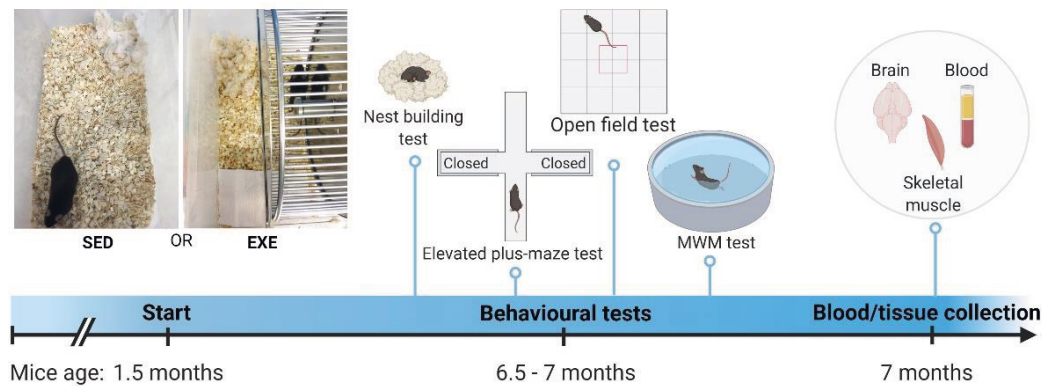 SED OR EXE
Nest building
test
Closed
Closed
Elevated plus-maze test
Open field test
MWM test
Brain
Blood
Skeletal
muscle
Start
Behavioural tests
Blood/tissue collection
Mice age: 1.5 months
6.5 - 7 months
7 months